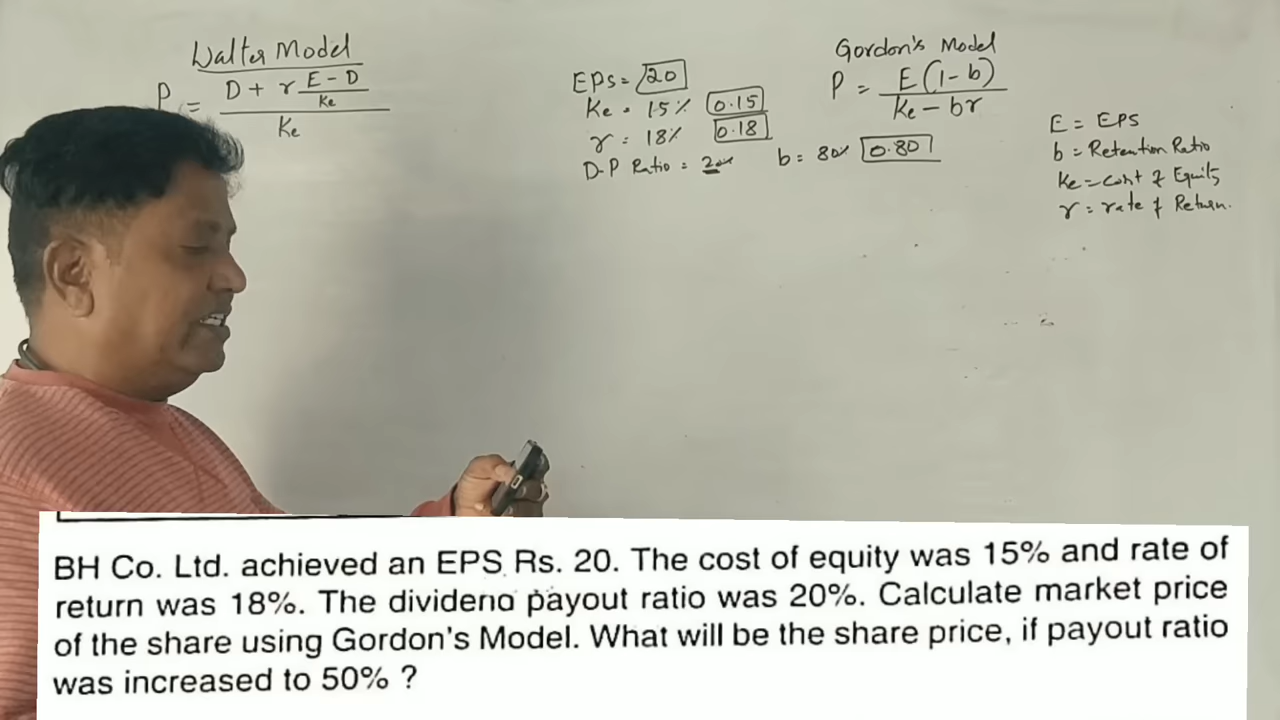 Walter Model
P = D + r E - D
Ke
Ke
EPS = 20
Ke = 15% 0.15
r = 18% 0.18
D.P Ratio = 20% b = 80% 0.80
Gordon's Model
P = E (1 - b)
Ke - br
E = EPS
b = Retention Ratio
Ke = cost of Equity
r = rate of Return.
BH Co. Ltd. achieved an EPS Rs. 20. The cost of equity was 15% and rate of
return was 18%. The dividend payout ratio was 20%. Calculate market price
of the share using Gordon's Model. What will be the share price, if payout ratio
was increased to 50% ?